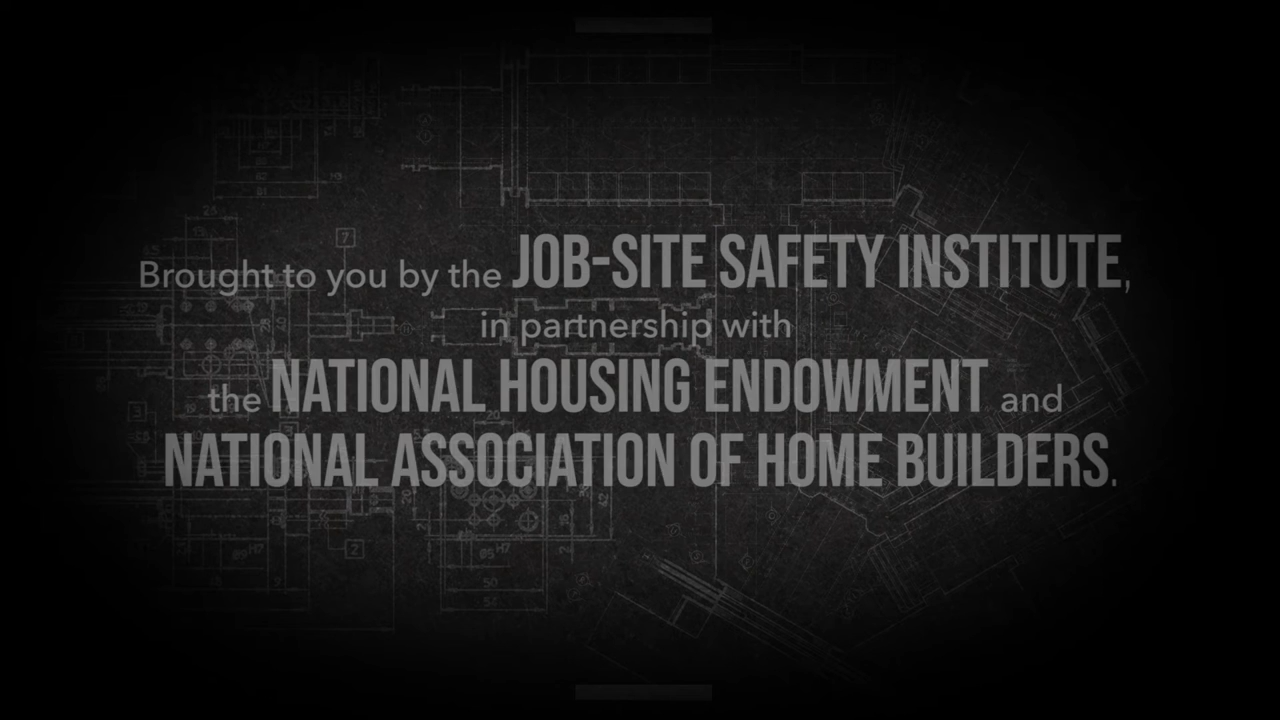 Brought to you by the JOB-SITE SAFETY INSTITUTE,
in partnership with
the NATIONAL HOUSING ENDOWMENT and
NATIONAL ASSOCIATION OF HOME BUILDERS.